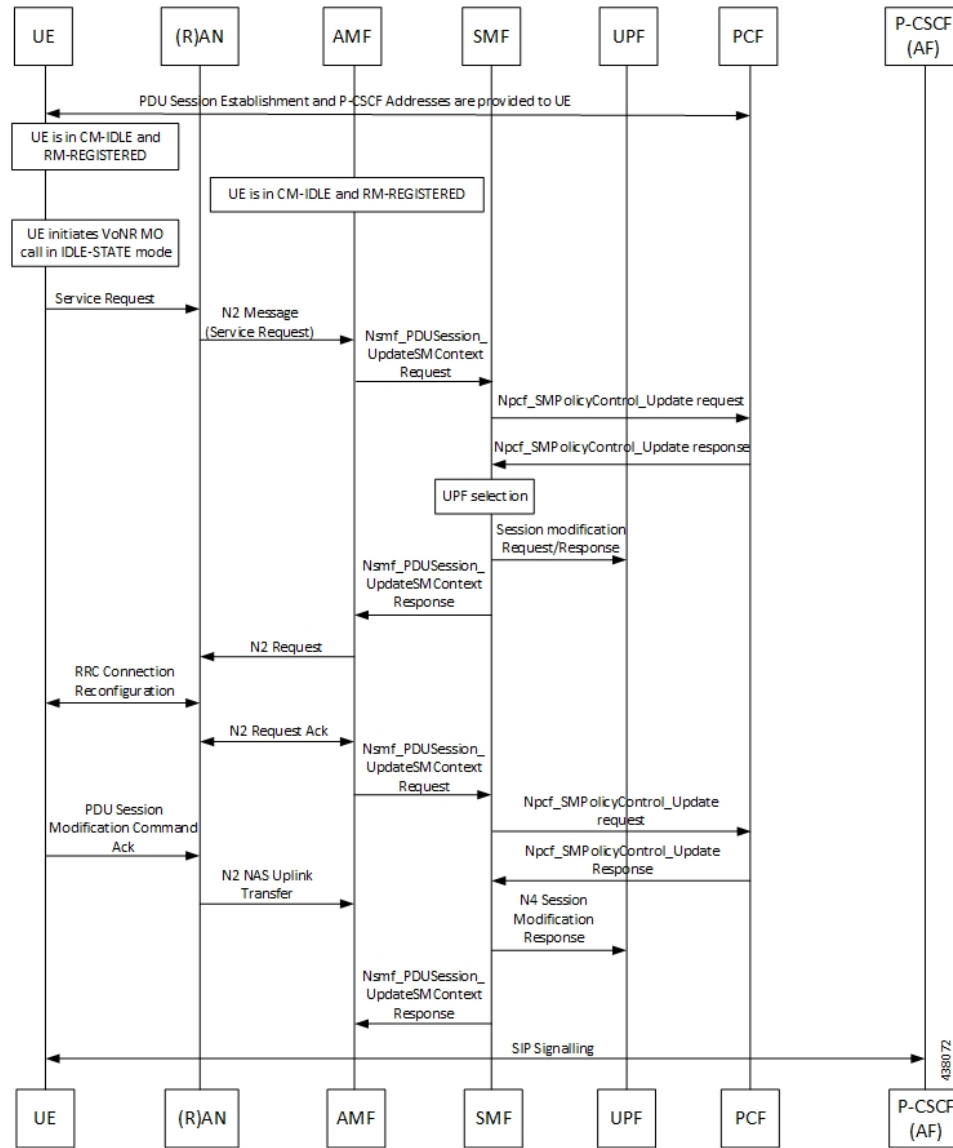 UE
(R)AN
AMF
SMF
UPF
PCF
P-CSCF
(AF)
PDU Session Establishment and P-CSCF Addresses are provided to UE
UE is in CM-IDLE and
RM-REGISTERED
UE is in CM-IDLE and RM-REGISTERED
UE initiates VoNR MO
call in IDLE-STATE mode
Service Request
N2 Message
(Service Request)
Nsmf_PDUSession_
UpdateSMContext
Request
Npcf_SMPolicyControl_Update request
Npcf_SMPolicyControl_Update response
UPF selection
Session modification
Request/Response
Nsmf_PDUSession_
UpdateSMContext
Response
N2 Request
RRC Connection
Reconfiguration
N2 Request Ack
Nsmf_PDUSession_
UpdateSMContext
Request
PDU Session
Modification Command
Ack
Npcf_SMPolicyControl_Update
request
Npcf_SMPolicyControl_Update
Response
N2 NAS Uplink
Transfer
N4 Session
Modification
Response
Nsmf_PDUSession_
UpdateSMContext
Response
SIP Signalling
438072
UE
(R)AN
AMF
SMF
UPF
PCF
P-CSCF
(AF)